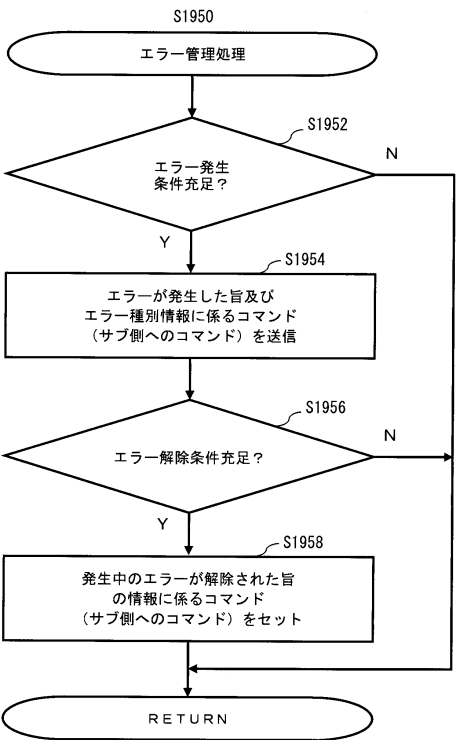 S1950
エラー管理処理
S1952
エラー発生
条件充足?
N
Y
S1954
エラーが発生した旨及び
エラー種別情報に係るコマンド
(サブ側へのコマンド)を送信
S1956
エラー解除条件充足?
N
Y
S1958
発生中のエラーが解除された旨
の情報に係るコマンド
(サブ側へのコマンド)をセット
RETURN